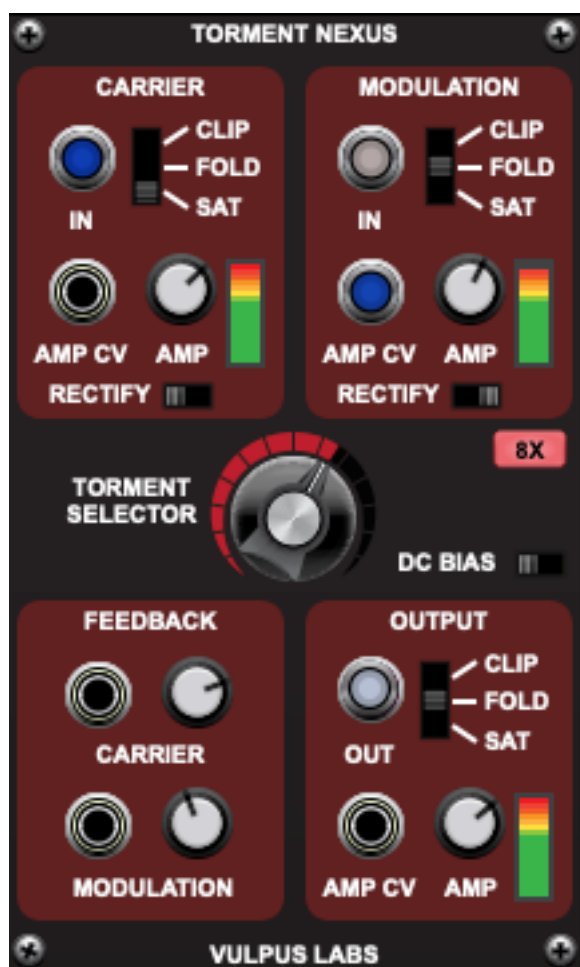 TORMENT NEXUS
CARRIER
CLIP
FOLD
SAT
IN
AMP CV AMP
RECTIFY
MODULATION
CLIP
FOLD
SAT
IN
AMP CV AMP
RECTIFY
8X
TORMENT
SELECTOR
DC BIAS
FEEDBACK
CARRIER
MODULATION
OUTPUT
CLIP
FOLD
SAT
OUT
AMP CV AMP
VULPUS LABS